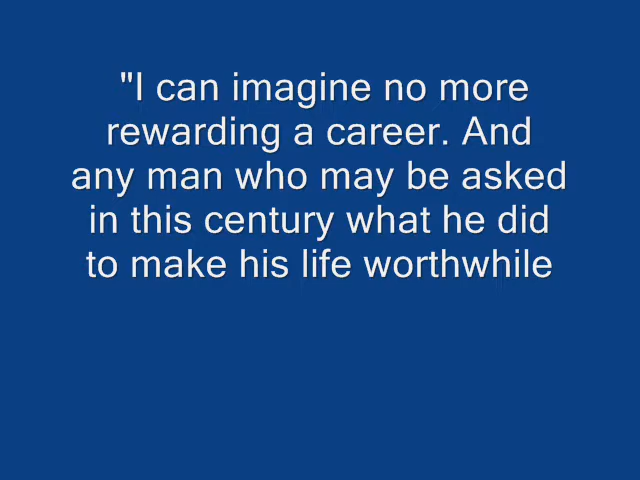 "I can imagine no more
rewarding a career. And
any man who may be asked
in this century what he did
to make his life worthwhile